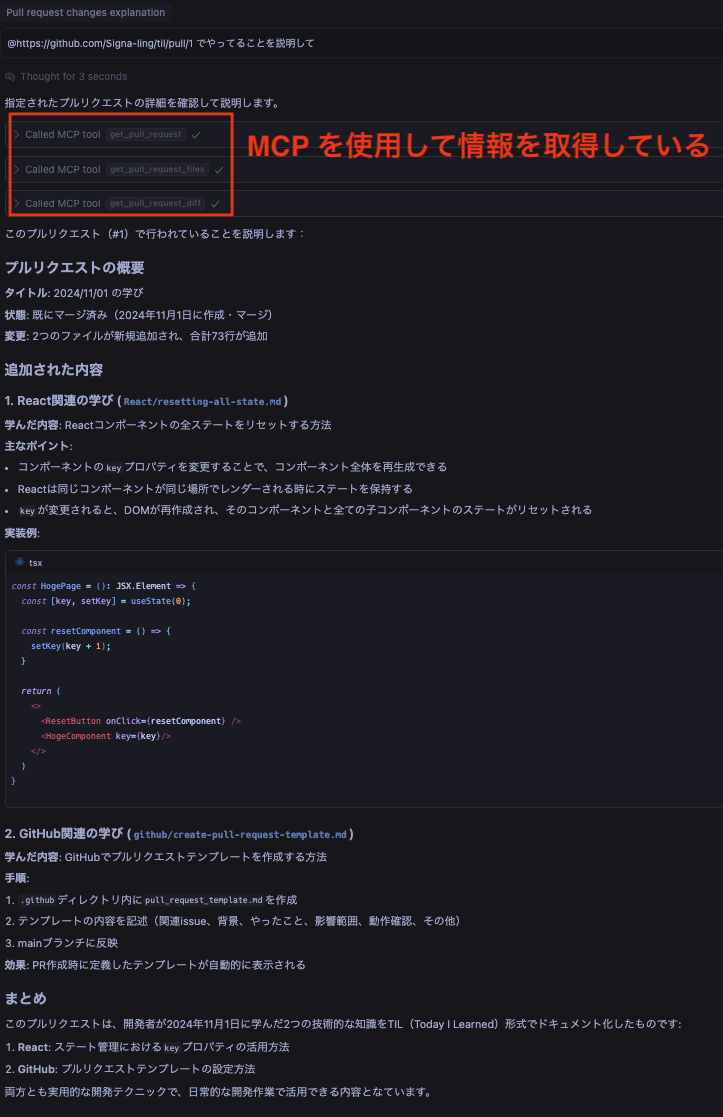 Pull request changes explanation
@https://github.com/Signa-ling/til/pull/1 でやってることを説明して
Thought for 3 seconds
指定されたプルリクエストの詳細を確認して説明します。
Called MCP tool get_pull_request
MCP を使用して情報を取得している
Called MCP tool get_pull_request_files
Called MCP tool get_pull_request_diff
このプルリクエスト（#1）で行われていることを説明します：
プルリクエストの概要
タイトル: 2024/11/01 の学び
状態: 既にマージ済み（2024年11月1日に作成・マージ）
変更: 2つのファイルが新規追加され、合計73行が追加
追加された内容
1. React関連の学び ( React/resetting-all-state.md )
学んだ内容: Reactコンポーネントの全ステートをリセットする方法
主なポイント:
• コンポーネントの key プロパティを変更することで、コンポーネント全体を再生成できる
• Reactは同じコンポーネントが同じ場所でレンダーされる時にステートを保持する
• key が変更されると、DOMが再作成され、そのコンポーネントと全ての子コンポーネントのステートがリセットされる
実装例:
tsx
const HogePage = (): JSX.Element => {
const [key, setKey] = useState(0);
const resetComponent = () => {
setKey(key + 1);
}
return (
<>
<ResetButton onClick={resetComponent} />
<HogeComponent key={key}/>
</>
)
}
2. GitHub関連の学び ( github/create-pull-request-template.md )
学んだ内容: GitHubでプルリクエストテンプレートを作成する方法
手順:
1. .github ディレクトリ内に pull_request_template.md を作成
2. テンプレートの内容を記述（関連issue、背景、やったこと、影響範囲、動作確認、その他）
3. mainブランチに反映
効果: PR作成時に定義したテンプレートが自動的に表示される
まとめ
このプルリクエストは、開発者が2024年11月1日に学んだ2つの技術的な知識をTIL（Today I Learned）形式でドキュメント化したものです:
1. React: ステート管理における key プロパティの活用方法
2. GitHub: プルリクエストテンプレートの設定方法
両方とも実用的な開発テクニックで、日常的な開発作業で活用できる内容となています。